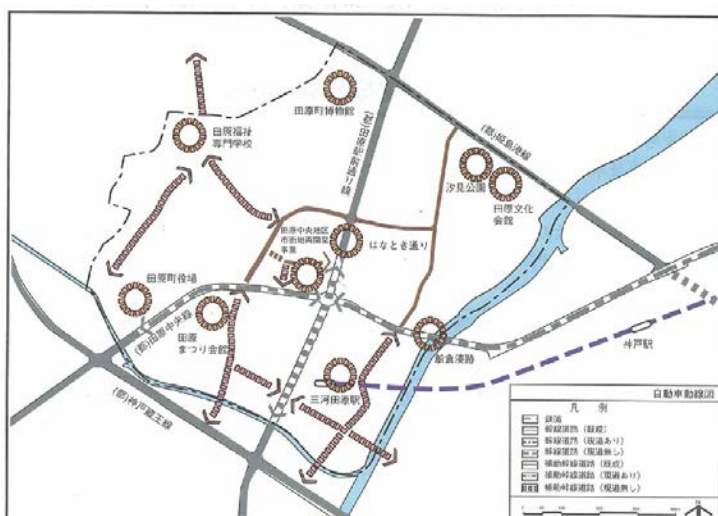 田原町博物館
(都)田原駅前通り線
(都)姫島港線
田原福祉
専門学校
汐見公園
田原文化
会館
田原中央地区
市街地再開発
事業
はなとき通り
田原町役場
(都)田原中央線
田原
まつり会館
船倉湊跡
神戸駅
三河田原駅
(都)神戸蔵王線
自動車動線図
凡 例
鉄道
幹線道路 (既成)
幹線道路 (現道あり)
幹線道路 (現道無し)
補助幹線道路 (既成)
補助幹線道路 (現道あり)
補助幹線道路 (現道無し)